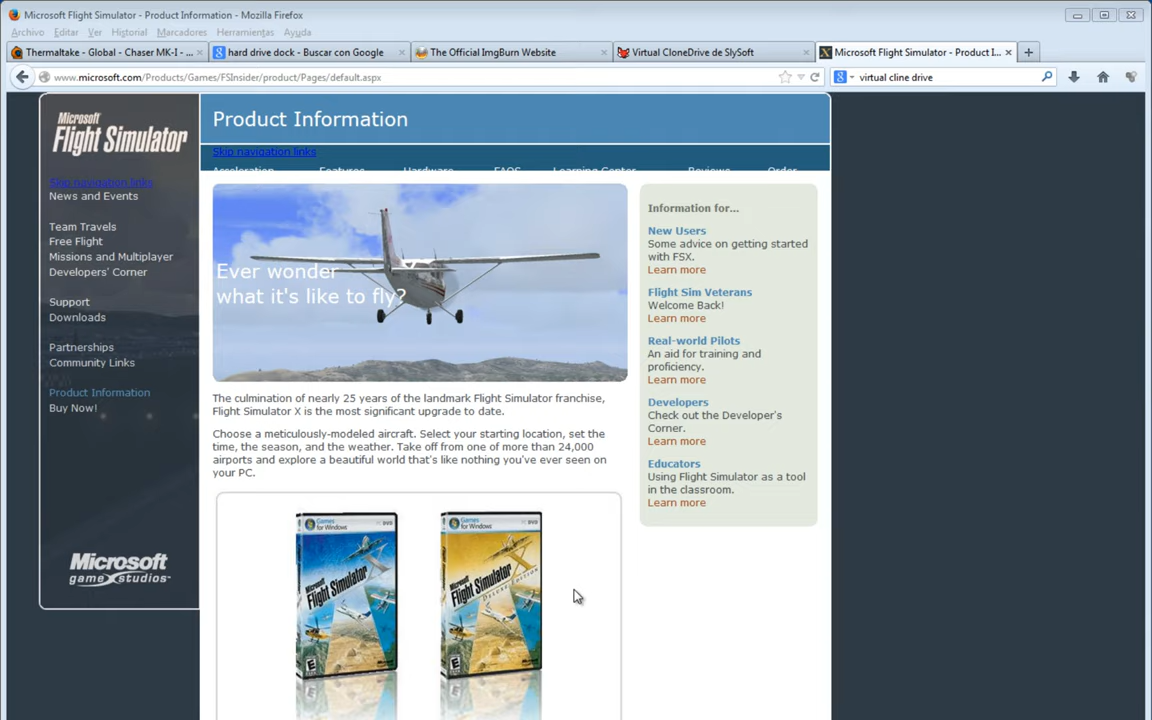 Microsoft Flight Simulator - Product Information - Mozilla Firefox
Archivo Editar Ver Historial Marcadores Herramientas Ayuda
Thermaltake - Global - Chaser MK-I - ...
hard drive dock - Buscar con Google
The Official ImgBurn Website
Virtual CloneDrive de SlySoft
Microsoft Flight Simulator - Product I...
www.microsoft.com/Products/Games/FSInsider/product/Pages/default.aspx
virtual cline drive
Microsoft
Flight Simulator
Skip navigation links
News and Events
Team Travels
Free Flight
Missions and Multiplayer
Developers' Corner
Support
Downloads
Partnerships
Community Links
Product Information
Buy Now!
Microsoft
game studios
Product Information
Skip navigation links
Acceleration Features Hardware FAQS Learning Center Reviews Order
Ever wonder
what it's like to fly?
The culmination of nearly 25 years of the landmark Flight Simulator franchise,
Flight Simulator X is the most significant upgrade to date.
Choose a meticulously-modeled aircraft. Select your starting location, set the
time, the season, and the weather. Take off from one of more than 24,000
airports and explore a beautiful world that's like nothing you've ever seen on
your PC.
Games
for Windows
Microsoft
Flight Simulator X
Games
for Windows
Microsoft
Flight Simulator X
DELUXE EDITION
Information for...
New Users
Some advice on getting started
with FSX.
Learn more
Flight Sim Veterans
Welcome Back!
Learn more
Real-world Pilots
An aid for training and
proficiency.
Learn more
Developers
Check out the Developer's
Corner.
Learn more
Educators
Using Flight Simulator as a tool
in the classroom.
Learn more